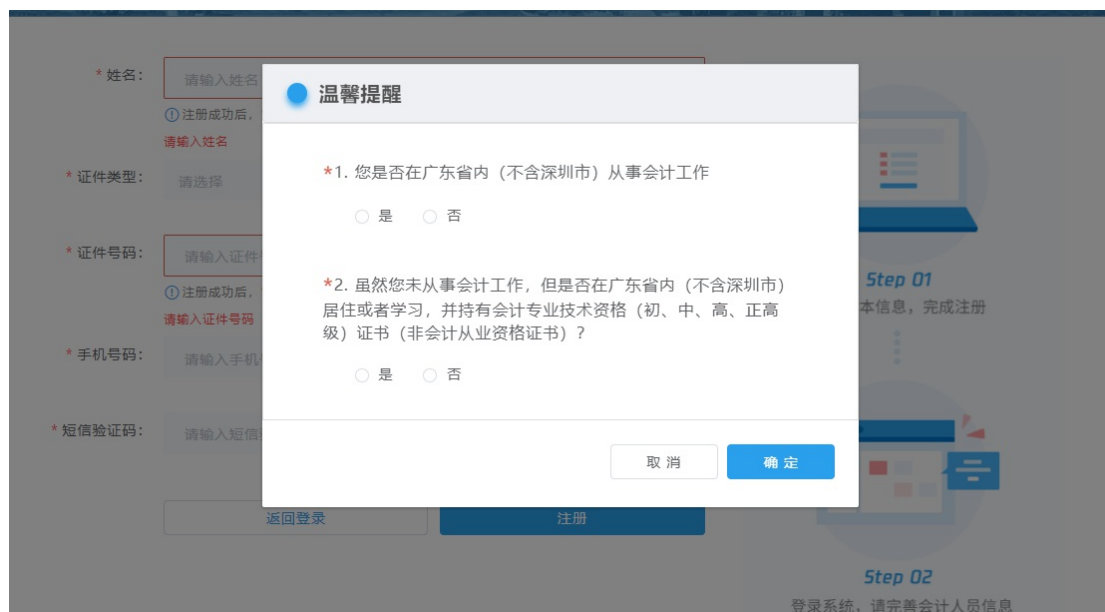 * 姓名：
请输入姓名
温馨提醒
注册成功后，
请输入姓名
* 证件类型：
请选择
*1. 您是否在广东省内（不含深圳市）从事会计工作
是 否
* 证件号码：
请输入证件
注册成功后，
请输入证件号码
*2. 虽然您未从事会计工作，但是否在广东省内（不含深圳市）
居住或者学习，并持有会计专业技术资格（初、中、高、正高
级）证书（非会计从业资格证书）？
是 否
Step 01
本信息，完成注册
* 手机号码：
请输入手机
* 短信验证码：
请输入短信
取 消 确 定
返回登录 注册
Step 02
登录系统，请完善会计人员信息